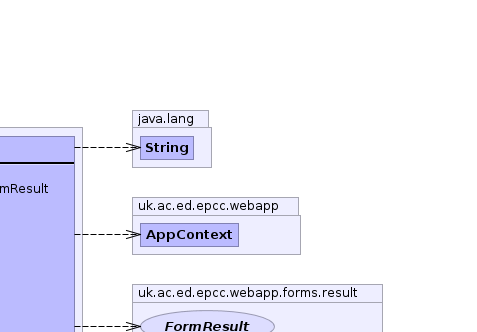 java.lang
String
mResult
uk.ac.ed.epcc.webapp
AppContext
uk.ac.ed.epcc.webapp.forms.result
FormResult